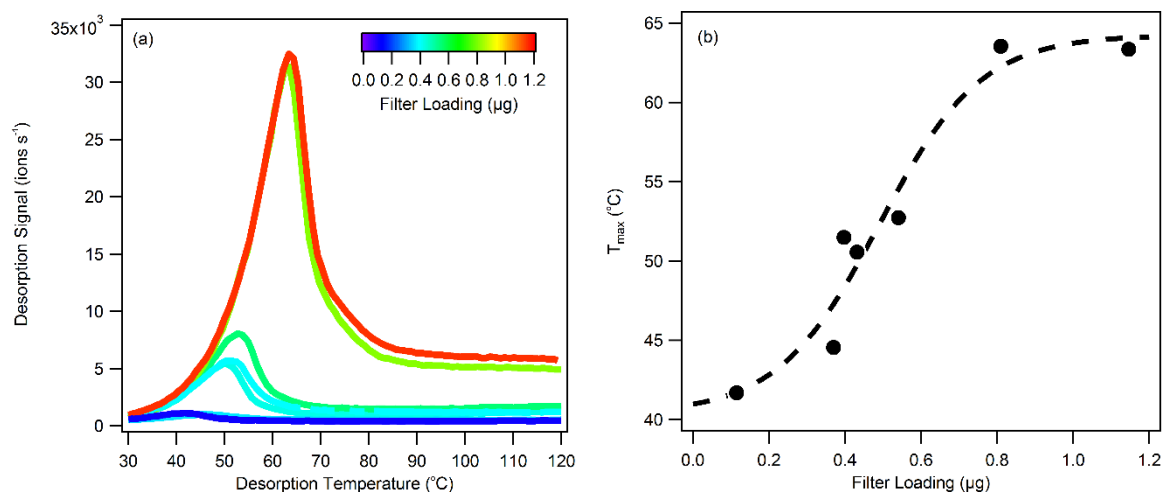 (a)
35x10³
30
25
20
15
10
5
0
Desorption Signal (ions s⁻¹)
0.0 0.2 0.4 0.6 0.8 1.0 1.2
Filter Loading (µg)
30 40 50 60 70 80 90 100 110 120
Desorption Temperature (°C)
(b)
65
60
55
50
45
40
Tmax (°C)
0.0 0.2 0.4 0.6 0.8 1.0 1.2
Filter Loading (µg)